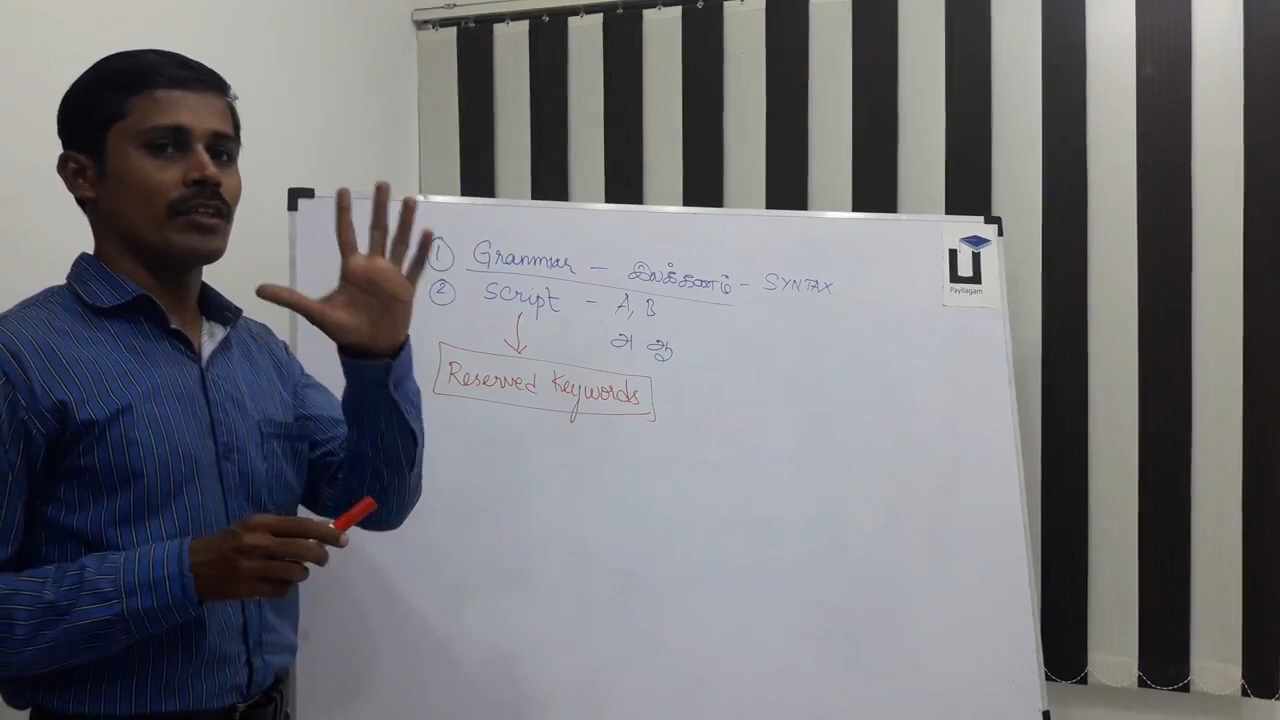 ① Grammar – இலக்கணம் – SYNTAX
② Script – A, B
அ ஆ
Reserved Keywords
Payilagam